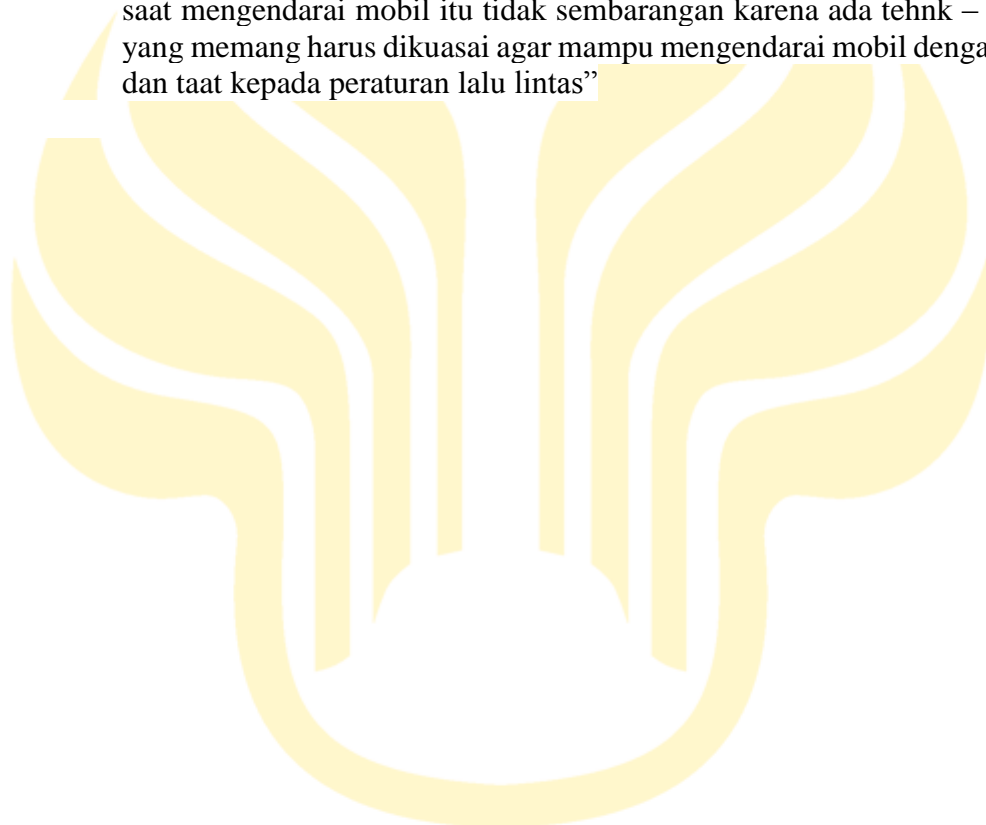 saat mengendarai mobil itu tidak sembarangan karena ada tehnk –
yang memang harus dikuasai agar mampu mengendarai mobil denga
dan taat kepada peraturan lalu lintas”